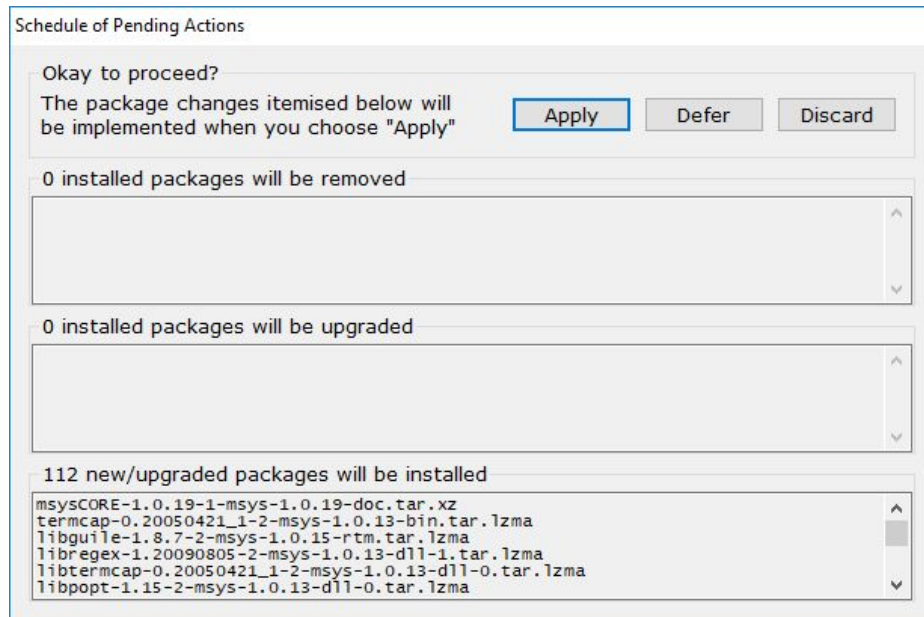 Schedule of Pending Actions
Okay to proceed?
The package changes itemised below will
be implemented when you choose "Apply"
Apply
Defer
Discard
0 installed packages will be removed
0 installed packages will be upgraded
112 new/upgraded packages will be installed
msysCORE-1.0.19-1-msys-1.0.19-doc.tar.xz
termcap-0.20050421_1-2-msys-1.0.13-bin.tar.lzma
libguile-1.8.7-2-msys-1.0.15-rtm.tar.lzma
libregex-1.20090805-2-msys-1.0.13-dll-1.tar.lzma
libtermcap-0.20050421_1-2-msys-1.0.13-dll-0.tar.lzma
libpopt-1.15-2-msys-1.0.13-dll-0.tar.lzma